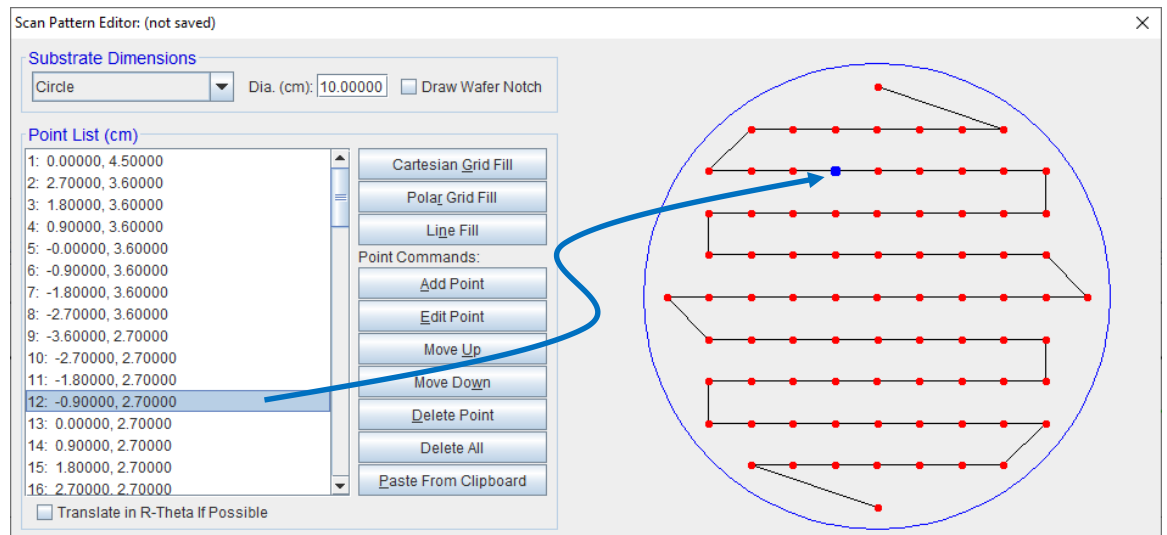 Scan Pattern Editor: (not saved)
Substrate Dimensions
Circle Dia. (cm): 10.00000 Draw Wafer Notch
Point List (cm)
1: 0.00000, 4.50000
2: 2.70000, 3.60000
3: 1.80000, 3.60000
4: 0.90000, 3.60000
5: -0.00000, 3.60000
6: -0.90000, 3.60000
7: -1.80000, 3.60000
8: -2.70000, 3.60000
9: -3.60000, 2.70000
10: -2.70000, 2.70000
11: -1.80000, 2.70000
12: -0.90000, 2.70000
13: 0.00000, 2.70000
14: 0.90000, 2.70000
15: 1.80000, 2.70000
16: 2.70000, 2.70000
Translate in R-Theta If Possible
Cartesian Grid Fill
Polar Grid Fill
Line Fill
Point Commands:
Add Point
Edit Point
Move Up
Move Down
Delete Point
Delete All
Paste From Clipboard